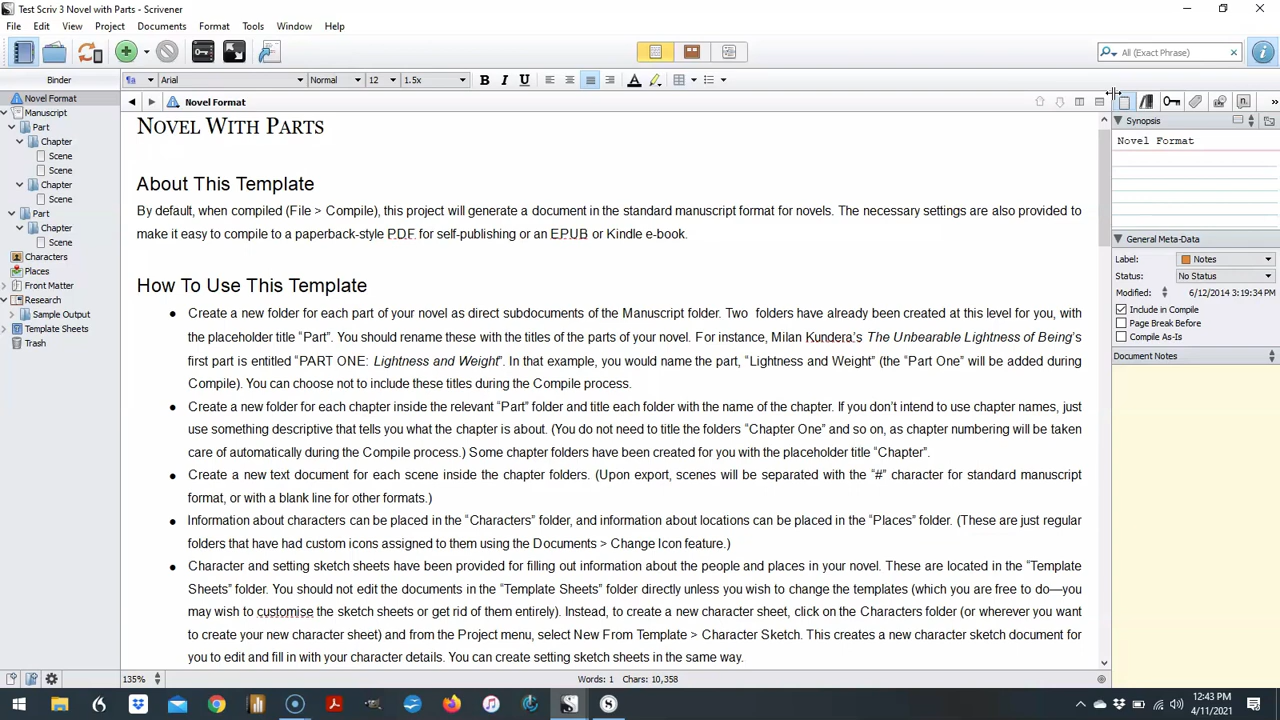 Test Scriv 3 Novel with Parts - Scrivener
File Edit View Project Documents Format Tools Window Help
All (Exact Phrase)
Binder
Arial Normal 12 1.5x
Novel Format
Manuscript
Part
Chapter
Scene
Scene
Chapter
Scene
Part
Chapter
Scene
Characters
Places
Front Matter
Research
Sample Output
Template Sheets
Trash
Novel Format
NOVEL WITH PARTS
About This Template
By default, when compiled (File > Compile), this project will generate a document in the standard manuscript format for novels. The necessary settings are also provided to
make it easy to compile to a paperback-style PDF for self-publishing or an EPUB or Kindle e-book.
How To Use This Template
● Create a new folder for each part of your novel as direct subdocuments of the Manuscript folder. Two folders have already been created at this level for you, with
the placeholder title “Part”. You should rename these with the titles of the parts of your novel. For instance, Milan Kundera’s The Unbearable Lightness of Being’s
first part is entitled “PART ONE: Lightness and Weight”. In that example, you would name the part, “Lightness and Weight” (the “Part One” will be added during
Compile). You can choose not to include these titles during the Compile process.
● Create a new folder for each chapter inside the relevant “Part” folder and title each folder with the name of the chapter. If you don’t intend to use chapter names, just
use something descriptive that tells you what the chapter is about. (You do not need to title the folders “Chapter One” and so on, as chapter numbering will be taken
care of automatically during the Compile process.) Some chapter folders have been created for you with the placeholder title “Chapter”.
● Create a new text document for each scene inside the chapter folders. (Upon export, scenes will be separated with the “#” character for standard manuscript
format, or with a blank line for other formats.)
● Information about characters can be placed in the “Characters” folder, and information about locations can be placed in the “Places” folder. (These are just regular
folders that have had custom icons assigned to them using the Documents > Change Icon feature.)
● Character and setting sketch sheets have been provided for filling out information about the people and places in your novel. These are located in the “Template
Sheets” folder. You should not edit the documents in the “Template Sheets” folder directly unless you wish to change the templates (which you are free to do—you
may wish to customise the sketch sheets or get rid of them entirely). Instead, to create a new character sheet, click on the Characters folder (or wherever you want
to create your new character sheet) and from the Project menu, select New From Template > Character Sketch. This creates a new character sketch document for
you to edit and fill in with your character details. You can create setting sketch sheets in the same way.
Synopsis
Novel Format
General Meta-Data
Label: Notes
Status: No Status
Modified: 6/12/2014 3:19:34 PM
Include in Compile
Page Break Before
Compile As-Is
Document Notes
135% Words: 1 Chars: 10,358
12:43 PM
4/11/2021